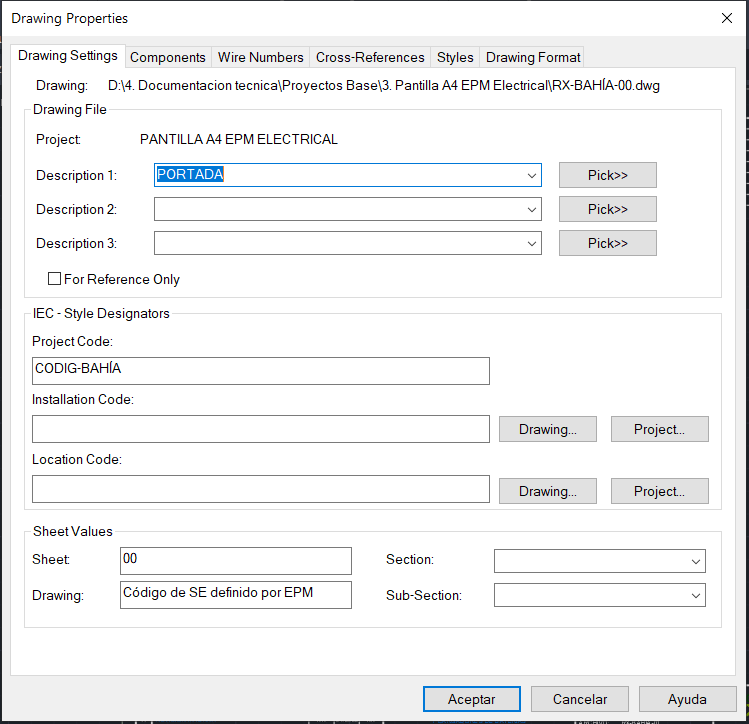 Drawing Properties
Drawing Settings Components Wire Numbers Cross-References Styles Drawing Format
Drawing: D:\4. Documentacion tecnica\Proyectos Base\3. Pantilla A4 EPM Electrical\RX-BAHÍA-00.dwg
Drawing File
Project: PANTILLA A4 EPM ELECTRICAL
Description 1: PORTADA Pick>>
Description 2: Pick>>
Description 3: Pick>>
For Reference Only
IEC - Style Designators
Project Code:
CODIG-BAHÍA
Installation Code:
Drawing... Project...
Location Code:
Drawing... Project...
Sheet Values
Sheet: 00 Section:
Drawing: Código de SE definido por EPM Sub-Section:
Aceptar Cancelar Ayuda